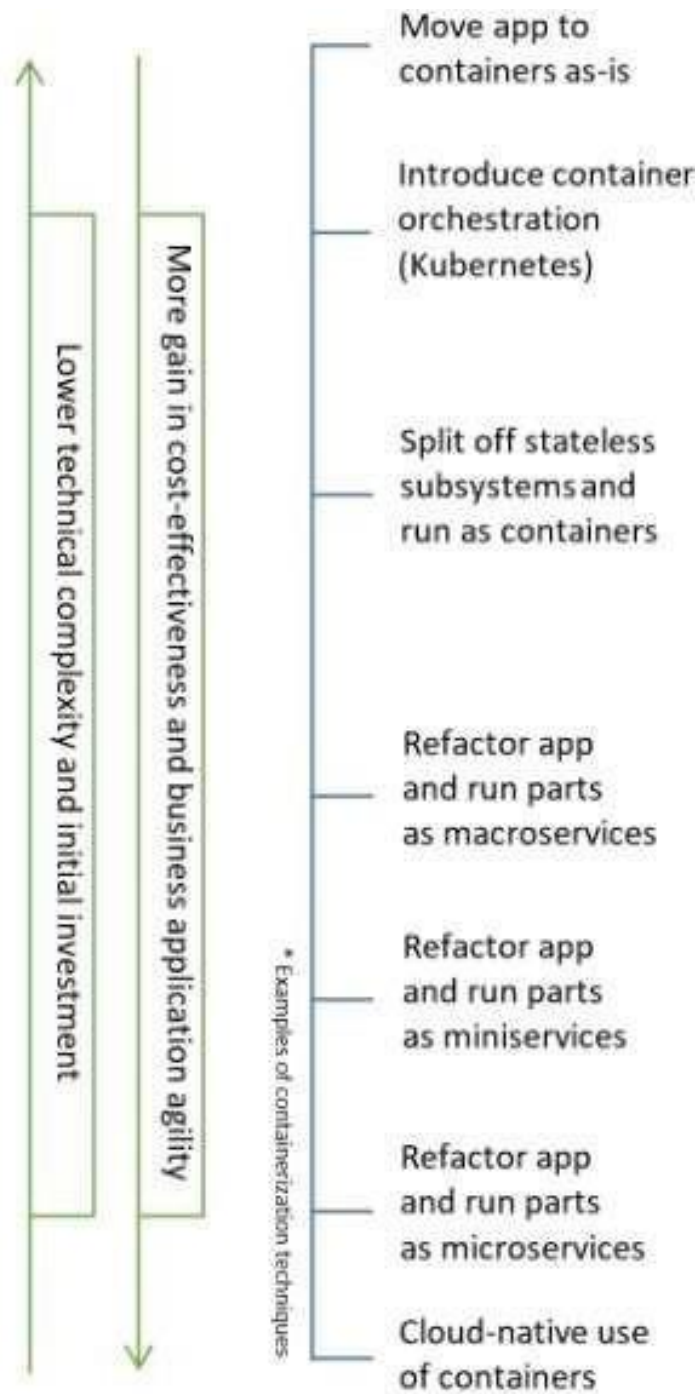 Move app to
containers as-is
Introduce container
orchestration
(Kubernetes)
Split off stateless
subsystems and
run as containers
Refactor app
and run parts
as macroservices
Refactor app
and run parts
as miniservices
Refactor app
and run parts
as microservices
Cloud-native use
of containers
Lower technical complexity and initial investment
More gain in cost-effectiveness and business application agility
* Examples of containerization techniques